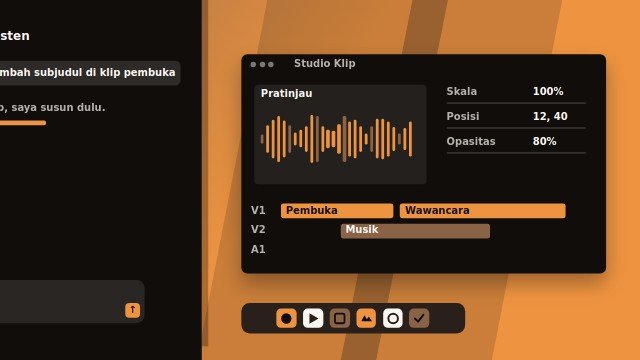 mbah subjudul di klip pembuka
saya susun dulu.
Studio Klip
Pratinjau
Skala 100%
Posisi 12, 40
Opasitas 80%
V1 Pembuka Wawancara
V2 Musik
A1